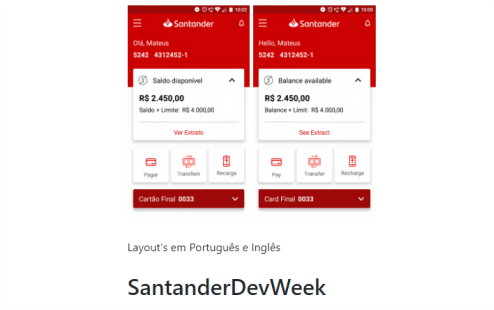 10:02
Santander
Olá, Mateus
5242 4312452-1
Saldo disponível
R$ 2.450,00
Saldo + Limite: R$ 4.000,00
Ver Extrato
Pagar
Transferir
Recarga
Cartão Final 0033
10:00
Santander
Hello, Mateus
5242 4312452-1
Balance available
R$ 2.450,00
Balance + Limit: R$ 4.000,00
See Extract
Pay
Transfer
Recharge
Card Final 0033
Layout's em Português e Inglês
SantanderDevWeek